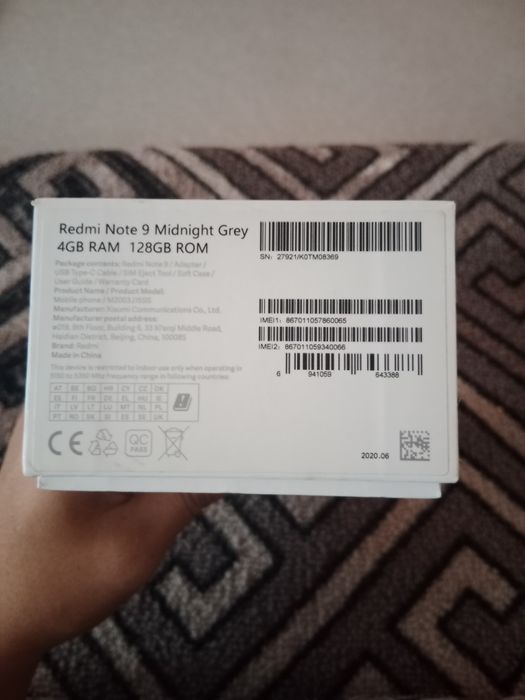 Redmi Note 9 Midnight Grey
4GB RAM 128GB ROM
Package contents: Redmi Note 9 / Adapter /
USB Type-C Cable / SIM Eject Tool / Soft Case /
User Guide / Warranty Card
Product Name / Product Model:
Mobile phone / M2003J15SS
Manufacturer: Xiaomi Communications Co., Ltd.
Manufacturer postal address:
#019, 9th Floor, Building 6, 33 Xi'erqi Middle Road,
Haidian District, Beijing, China, 100085
Brand: Redmi
Made in China
This device is restricted to indoor use only when operating in
5150 to 5350 MHz frequency range in following countries:
AT BE BG HR CY CZ DK
EE FI FR DE EL HU IE
IT LV LT LU MT NL PL
PT RO SK SI ES SE UK
CE
QC
PASS
SN: 27921/K0TM08369
IMEI1: 867011057860065
IMEI2: 867011059340066
6 941059 643388
2020.06